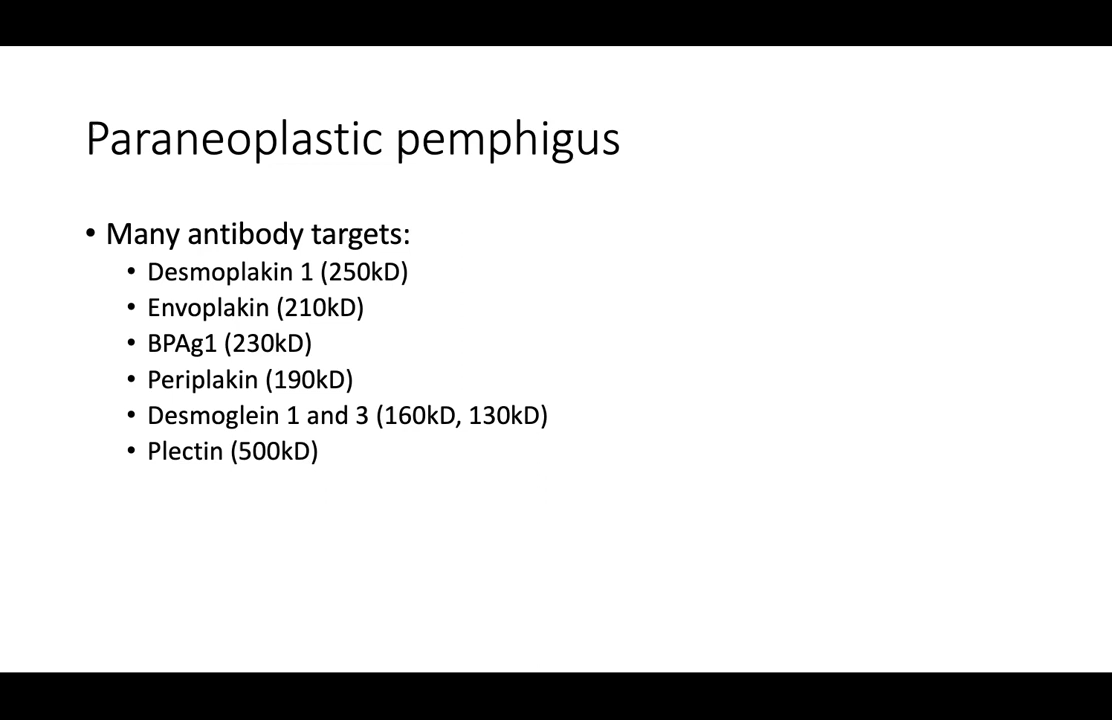 Paraneoplastic pemphigus
• Many antibody targets:
• Desmoplakin 1 (250kD)
• Envoplakin (210kD)
• BPAg1 (230kD)
• Periplakin (190kD)
• Desmoglein 1 and 3 (160kD, 130kD)
• Plectin (500kD)